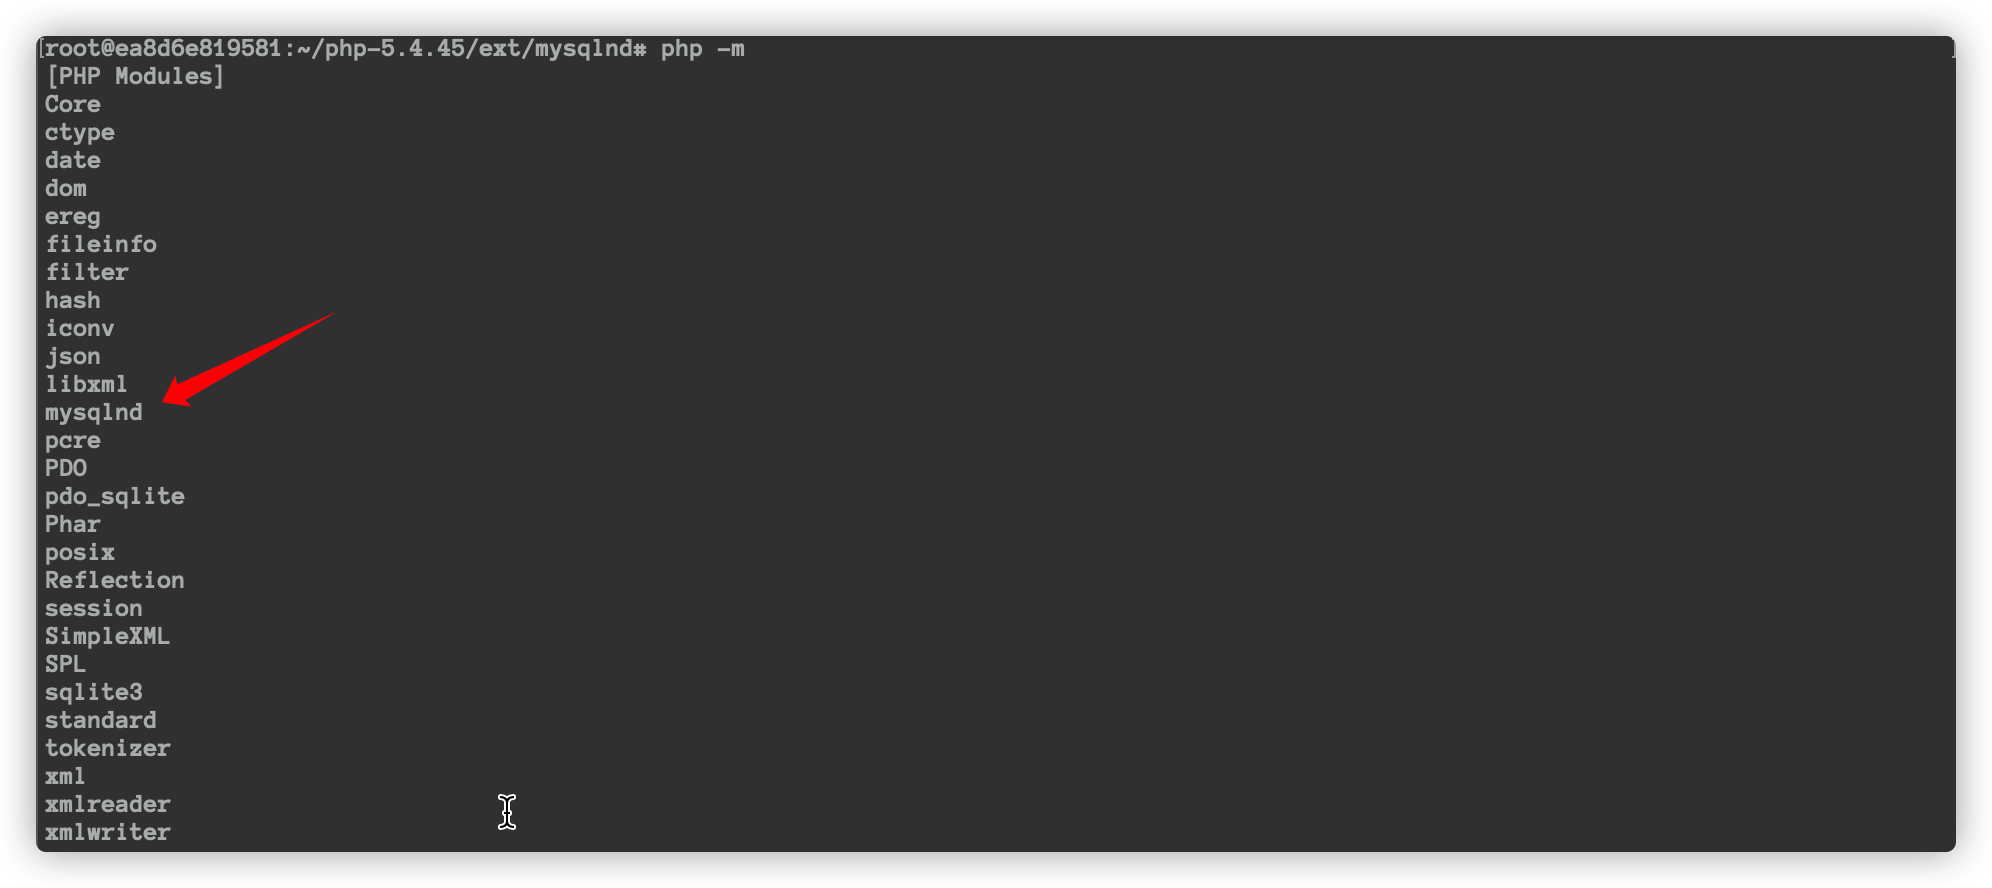 [root@ea8d6e819581:~/php-5.4.45/ext/mysqlnd# php -m ]
[PHP Modules]
Core
ctype
date
dom
ereg
fileinfo
filter
hash
iconv
json
libxml
mysqlnd
pcre
PDO
pdo_sqlite
Phar
posix
Reflection
session
SimpleXML
SPL
sqlite3
standard
tokenizer
xml
xmlreader
xmlwriter